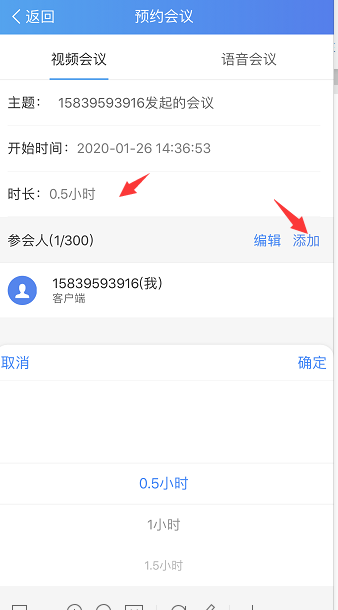 返回 预约会议
视频会议 语音会议
主题： 15839593916发起的会议
开始时间：2020-01-26 14:36:53
时长：0.5小时
参会人(1/300) 编辑 添加
15839593916(我)
客户端
取消 确定
0.5小时
1小时
1.5小时